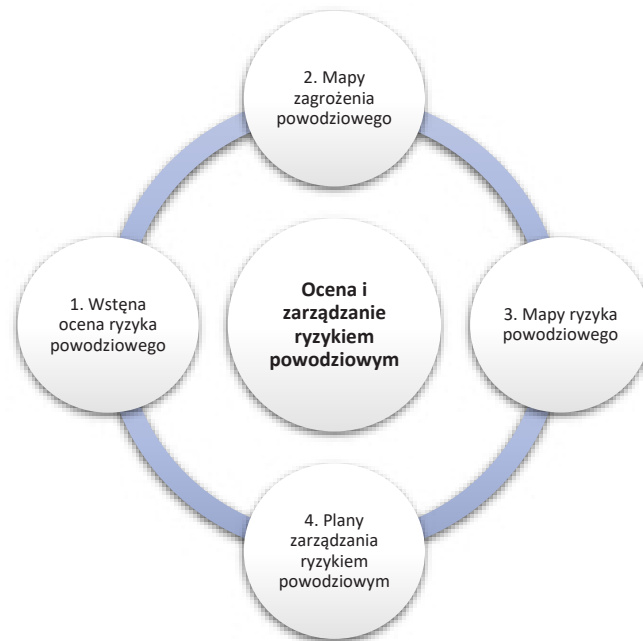 2. Mapy
zagrożenia
powodziowego
1. Wstęna
ocena ryzyka
powodziowego
Ocena i
zarządzanie
ryzykiem
powodziowym
3. Mapy ryzyka
powodziowego
4. Plany
zarządzania
ryzykiem
powodziowym